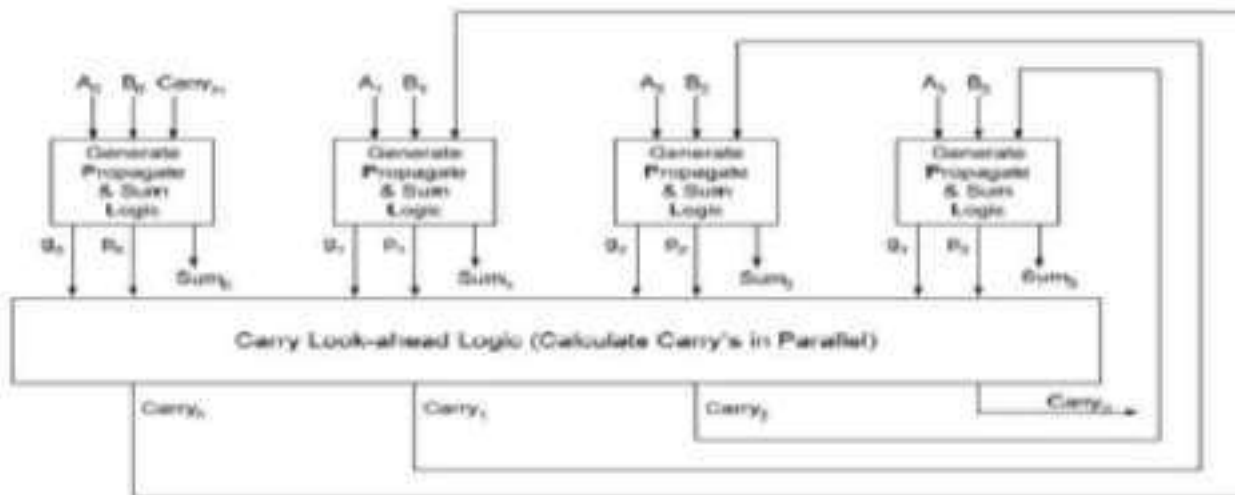 A₀ B₀ Carryᵢₙ
A₁ B₁
A₂ B₂
A₃ B₃
Generate
Propagate
& Sum
Logic
Generate
Propagate
& Sum
Logic
Generate
Propagate
& Sum
Logic
Generate
Propagate
& Sum
Logic
g₀ p₀ Sum₀
g₁ p₁ Sum₁
g₂ p₂ Sum₂
g₃ p₃ Sum₃
Carry Look-ahead Logic (Calculate Carry's in Parallel)
Carry₀
Carry₁
Carry₂
Carry₃